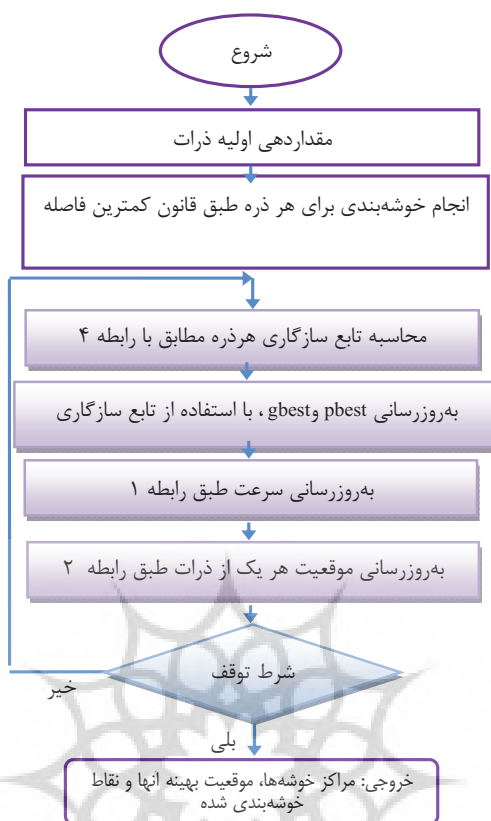 شروع
مقداردهی اولیه ذرات
انجام خوشه‌بندی برای هر ذره طبق قانون کمترین فاصله
محاسبه تابع سازگاری هرذره مطابق با رابطه ۴
به‌روزرسانی pbest وgbest ، با استفاده از تابع سازگاری
به‌روزرسانی سرعت طبق رابطه ۱
به‌روزرسانی موقعیت هر یک از ذرات طبق رابطه ۲
شرط توقف
خیر
بلی
خروجی: مراکز خوشه‌ها، موقعیت بهینه انها و نقاط
خوشه‌بندی شده